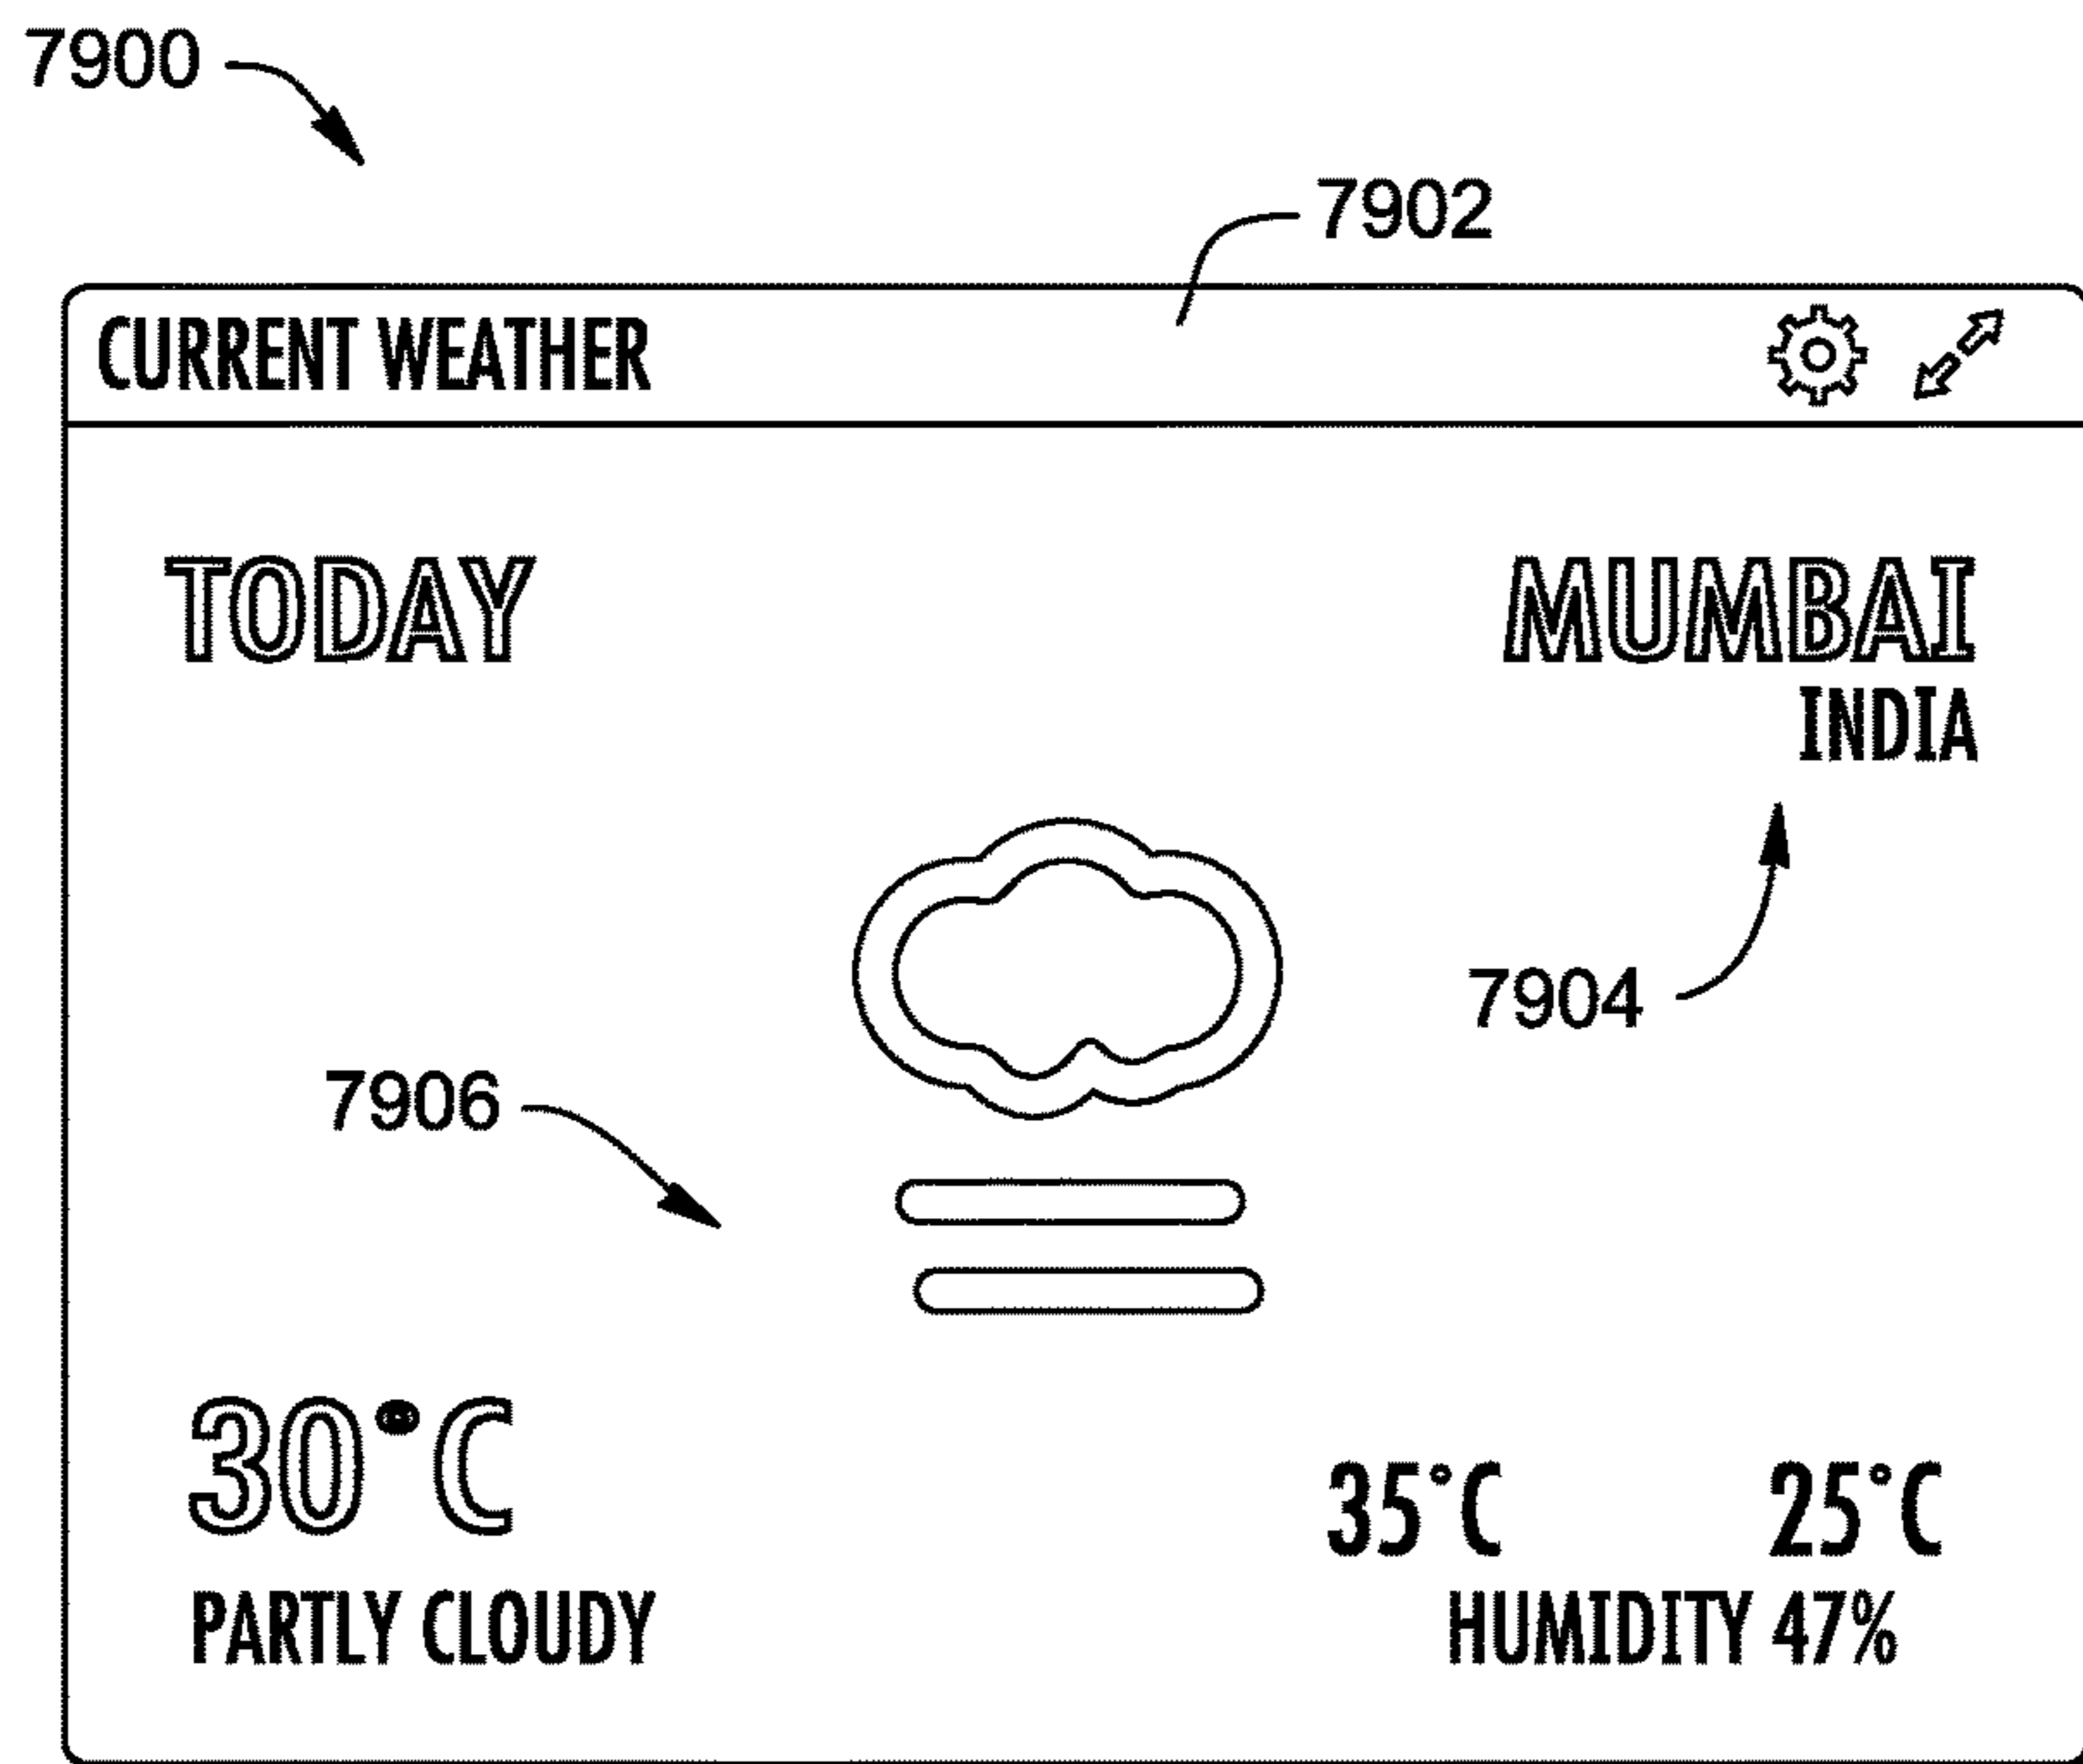 7900
7902
CURRENT WEATHER
TODAY
MUMBAI
INDIA
7904
7906
30°C
35°C 25°C
PARTLY CLOUDY
HUMIDITY 47%